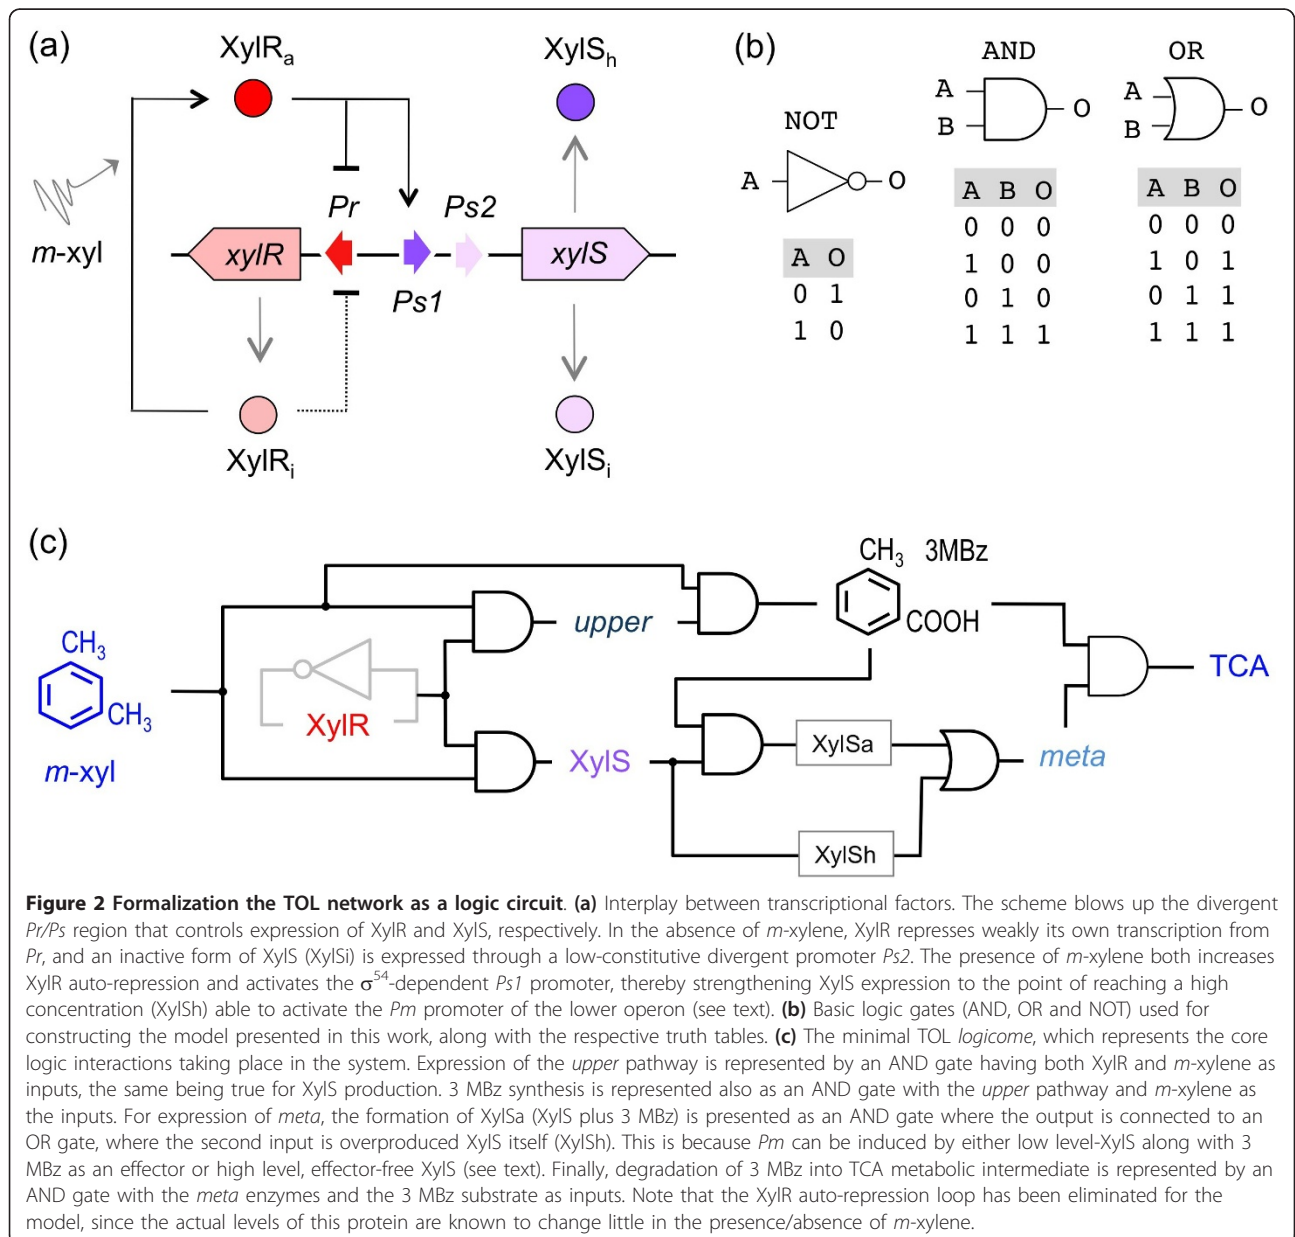 (a)
XylRa
XylSh
m-xyl
Pr
Ps2
xylR
xylS
Ps1
XylRi
XylSi
(b)
NOT
A O
A O
0 1
1 0
AND
A
B
O
A B O
0 0 0
1 0 0
0 1 0
1 1 1
OR
A
B
O
A B O
0 0 0
1 0 1
0 1 1
1 1 1
(c)
CH3
CH3
m-xyl
XylR
upper
XylS
CH3 3MBz
COOH
XylSa
XylSh
meta
TCA
Figure 2 Formalization the TOL network as a logic circuit. (a) Interplay between transcriptional factors. The scheme blows up the divergent
Pr/Ps region that controls expression of XylR and XylS, respectively. In the absence of m-xylene, XylR represses weakly its own transcription from
Pr, and an inactive form of XylS (XylSi) is expressed through a low-constitutive divergent promoter Ps2. The presence of m-xylene both increases
XylR auto-repression and activates the σ54-dependent Ps1 promoter, thereby strengthening XylS expression to the point of reaching a high
concentration (XylSh) able to activate the Pm promoter of the lower operon (see text). (b) Basic logic gates (AND, OR and NOT) used for
constructing the model presented in this work, along with the respective truth tables. (c) The minimal TOL logicome, which represents the core
logic interactions taking place in the system. Expression of the upper pathway is represented by an AND gate having both XylR and m-xylene as
inputs, the same being true for XylS production. 3 MBz synthesis is represented also as an AND gate with the upper pathway and m-xylene as
the inputs. For expression of meta, the formation of XylSa (XylS plus 3 MBz) is presented as an AND gate where the output is connected to an
OR gate, where the second input is overproduced XylS itself (XylSh). This is because Pm can be induced by either low level-XylS along with 3
MBz as an effector or high level, effector-free XylS (see text). Finally, degradation of 3 MBz into TCA metabolic intermediate is represented by an
AND gate with the meta enzymes and the 3 MBz substrate as inputs. Note that the XylR auto-repression loop has been eliminated for the
model, since the actual levels of this protein are known to change little in the presence/absence of m-xylene.